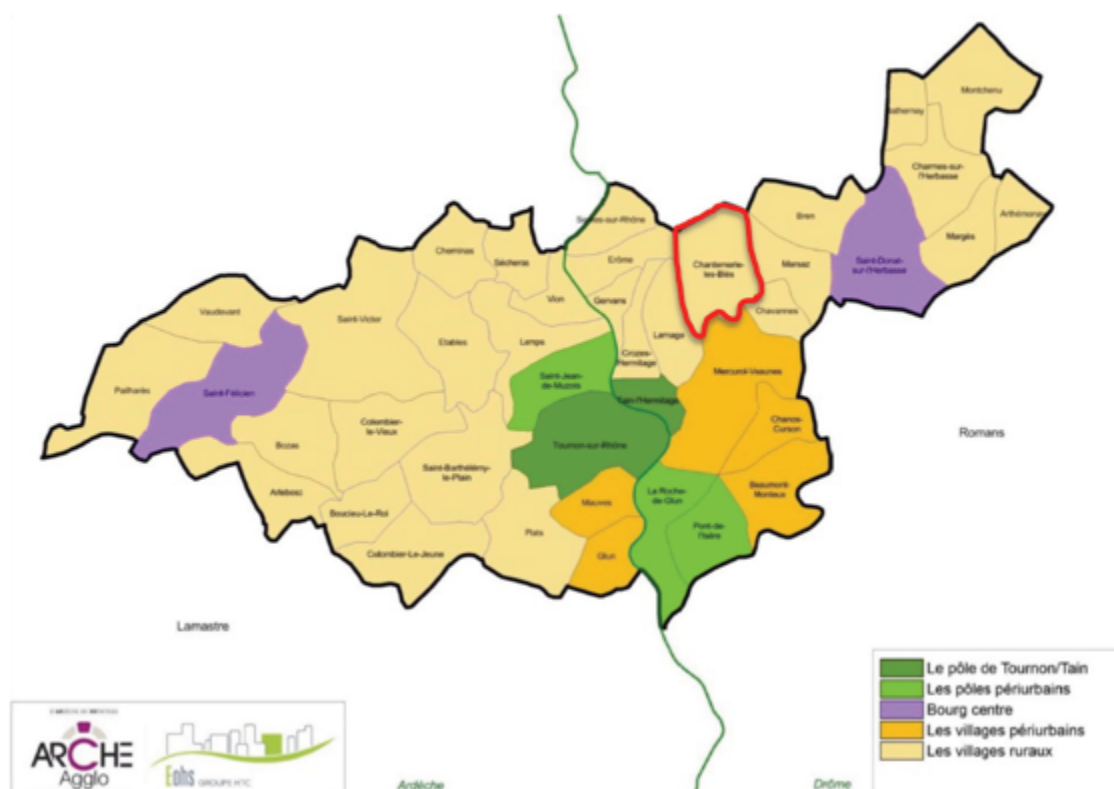 Montchenu
Charmes-sur-
l'Herbasse
Arthémonay
Margès
Bren
Saint-Donat-
sur-l'Herbasse
Marsaz
Chantemerle-
les-Blés
Chavannes
Erôme
Gervans
Larnage
Crozes-
Hermitage
Cheminas
Sécheras
Vion
Lemps
Etables
Saint-Victor
Vaudevant
Pailharès
Saint-Félicien
Bozas
Colombier-
le-Vieux
Arlebosc
Boucieu-Le-Roi
Saint-Barthélémy-
le-Plain
Colombier-Le-Jeune
Plats
Saint-Jean-
de-Muzols
Tain-l'Hermitage
Tournon-sur-Rhône
Mauves
Glun
La Roche-
de-Glun
Pont-de-
l'Isère
Mercurol-Veaunes
Chanos-
Curson
Beaumont-
Monteux
Romans
Lamastre
Le pôle de Tournon/Tain
Les pôles périurbains
Bourg centre
Les villages périurbains
Les villages ruraux
ARCHE
Agglo
Eohs GROUPE HTC
Ardèche
Drôme